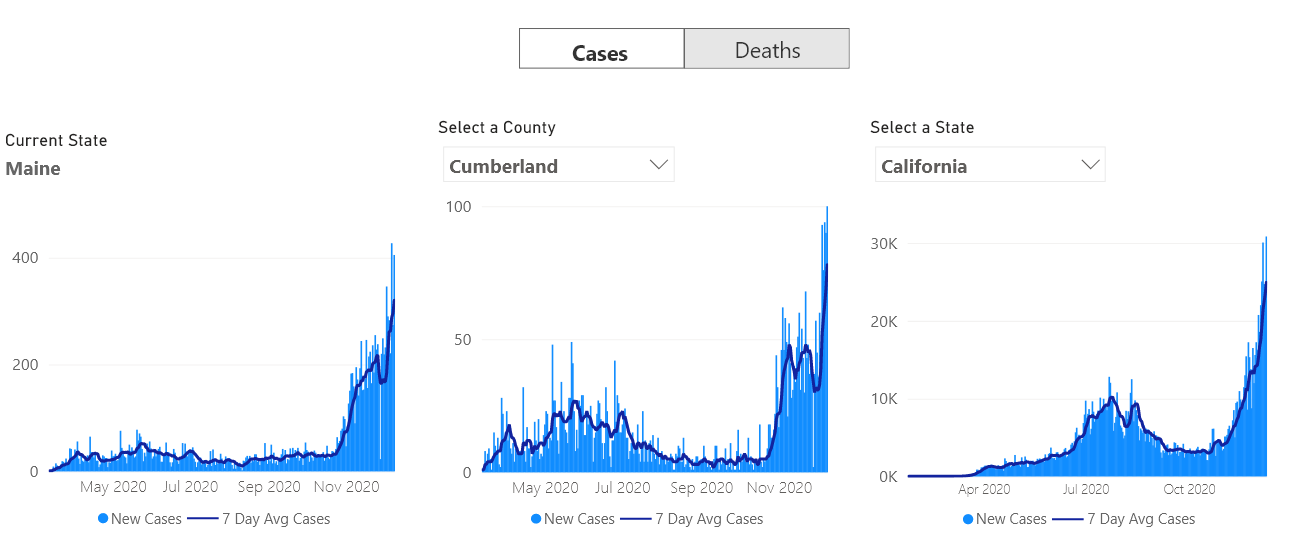 Cases Deaths
Current State
Maine
400
200
0
May 2020 Jul 2020 Sep 2020 Nov 2020
New Cases 7 Day Avg Cases
Select a County
Cumberland
100
50
0
May 2020 Jul 2020 Sep 2020 Nov 2020
New Cases 7 Day Avg Cases
Select a State
California
30K
20K
10K
0K
Apr 2020 Jul 2020 Oct 2020
New Cases 7 Day Avg Cases